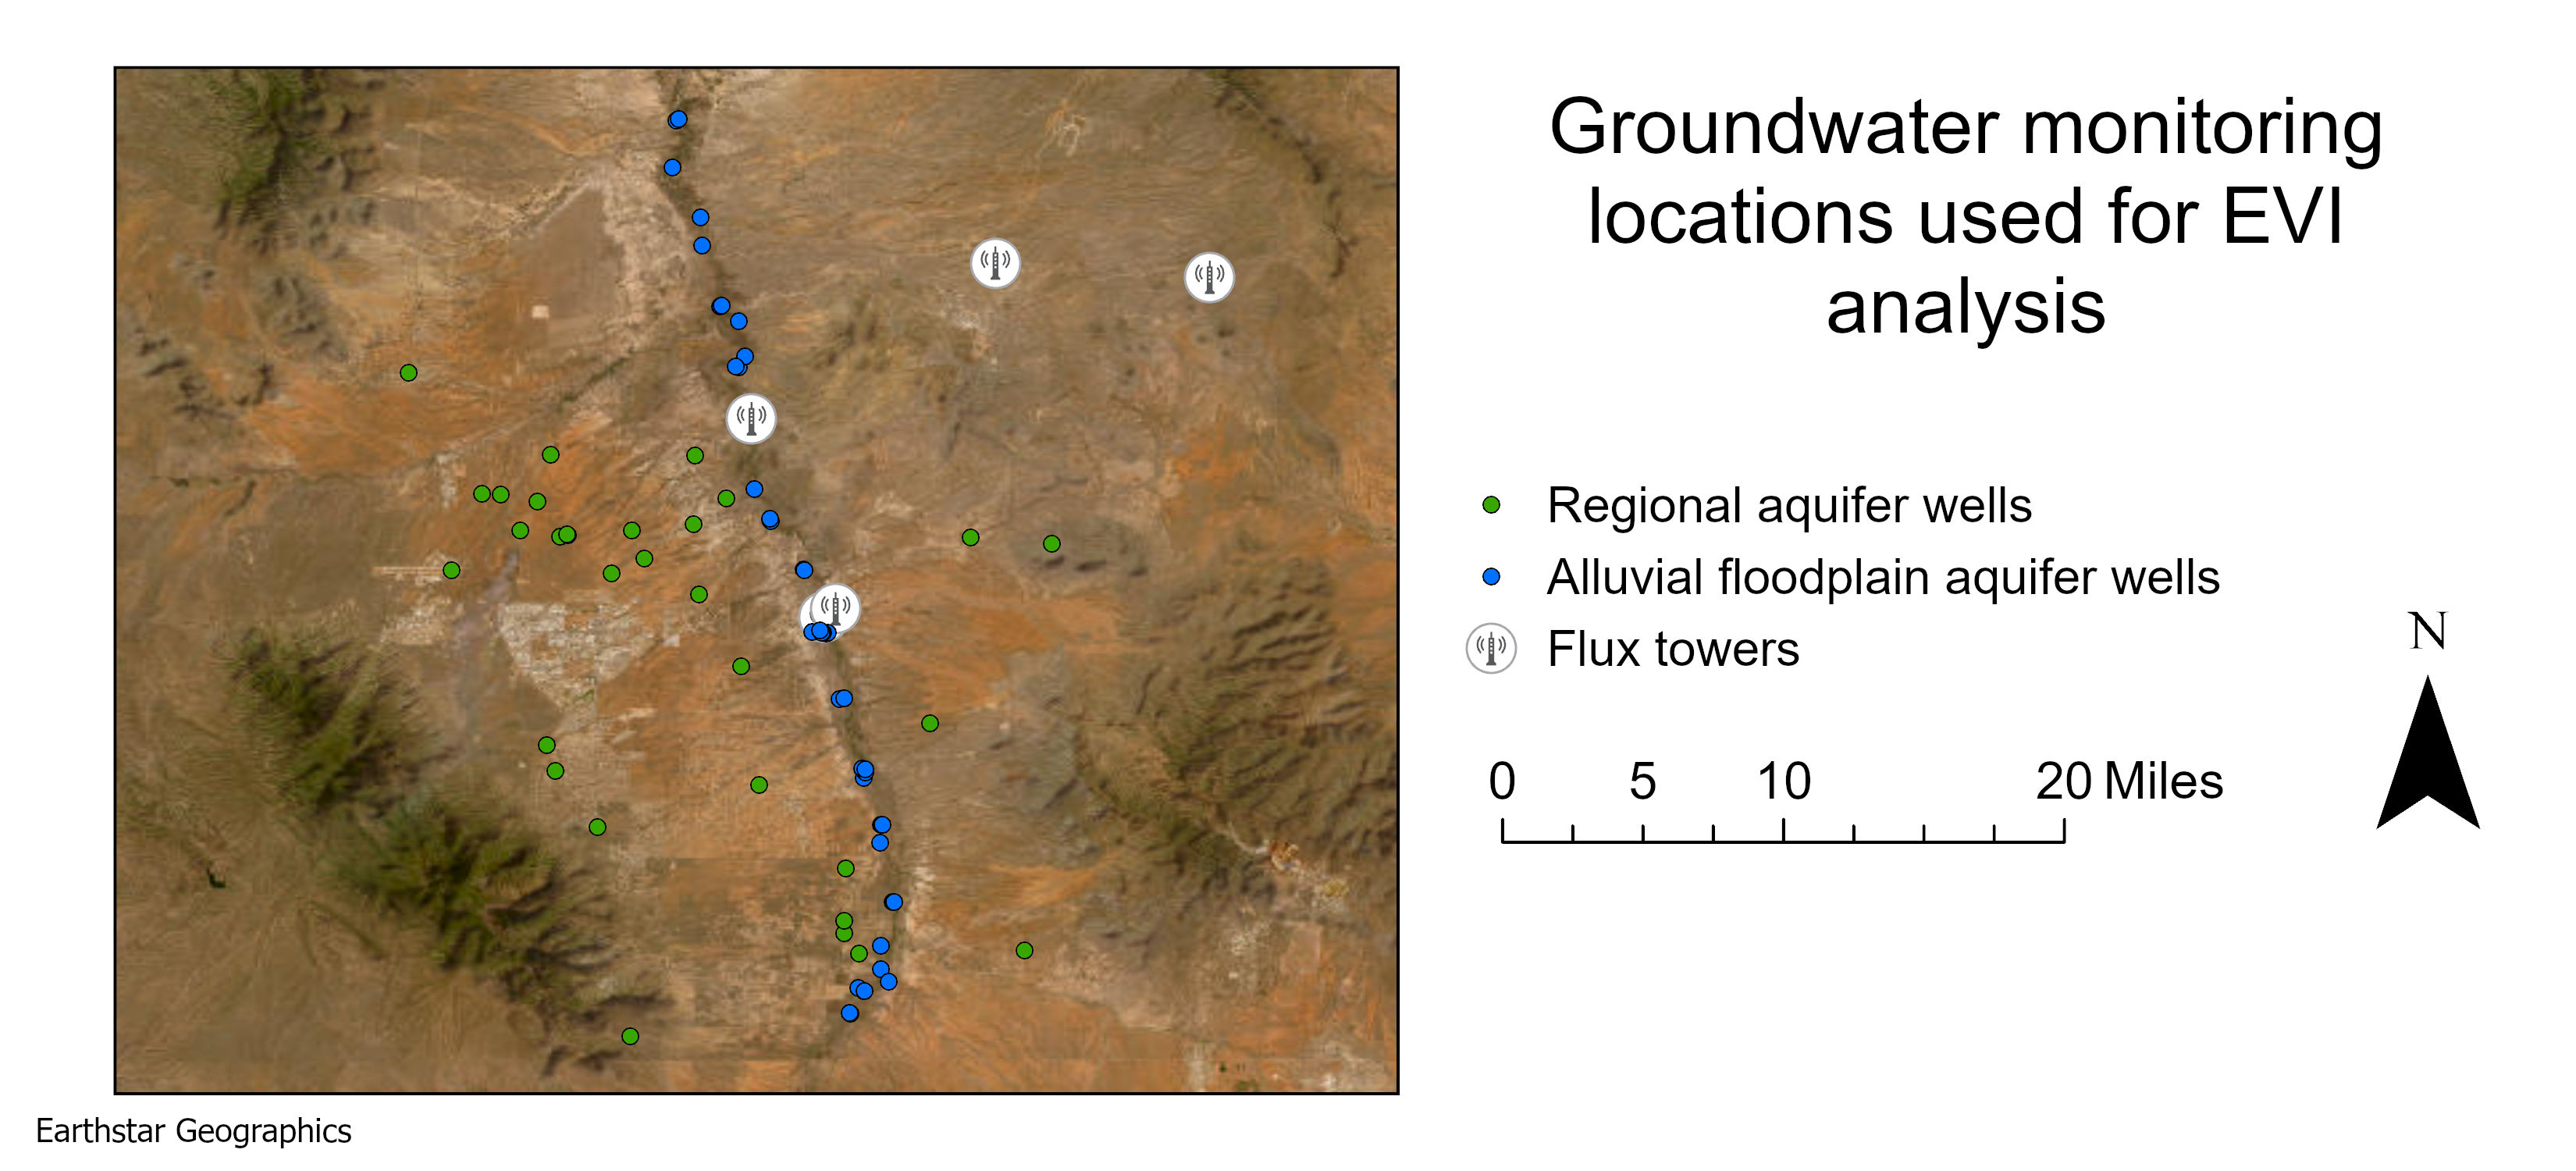 Groundwater monitoring
locations used for EVI
analysis
Regional aquifer wells
Alluvial floodplain aquifer wells
Flux towers
N
0 5 10 20 Miles
Earthstar Geographics